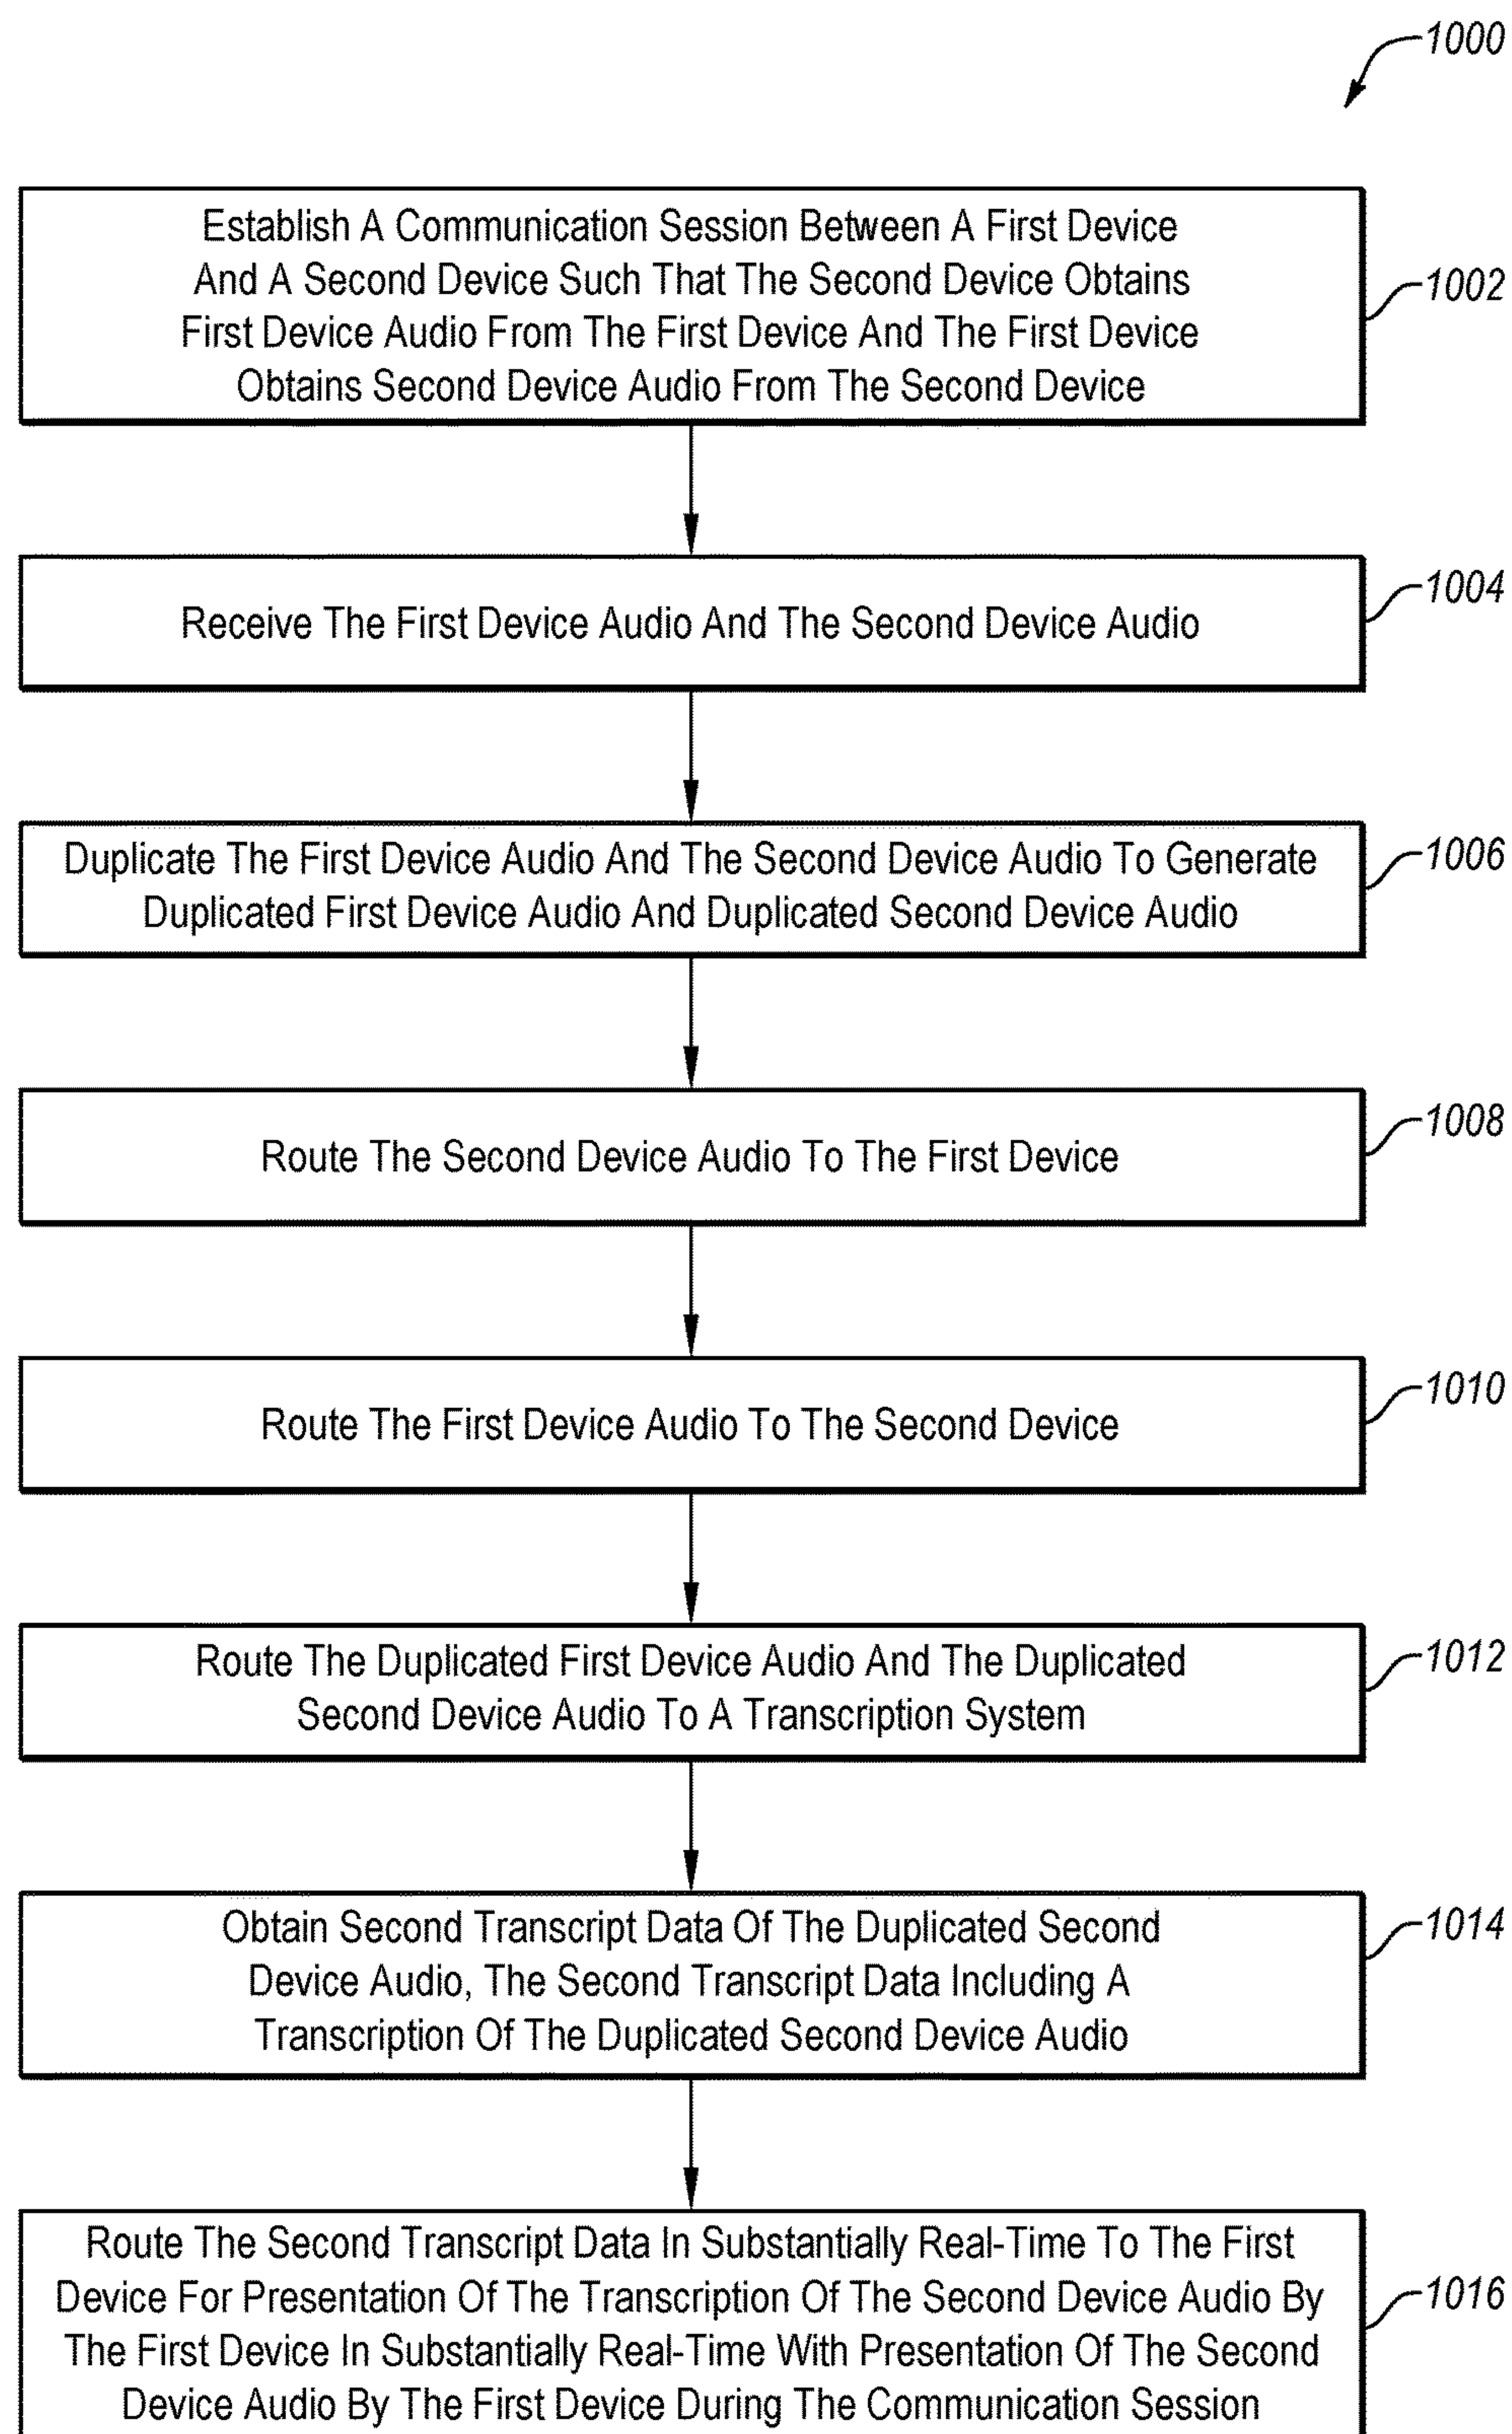 1000
Establish A Communication Session Between A First Device
And A Second Device Such That The Second Device Obtains
First Device Audio From The First Device And The First Device
Obtains Second Device Audio From The Second Device
1002
Receive The First Device Audio And The Second Device Audio
1004
Duplicate The First Device Audio And The Second Device Audio To Generate
Duplicated First Device Audio And Duplicated Second Device Audio
1006
Route The Second Device Audio To The First Device
1008
Route The First Device Audio To The Second Device
1010
Route The Duplicated First Device Audio And The Duplicated
Second Device Audio To A Transcription System
1012
Obtain Second Transcript Data Of The Duplicated Second
Device Audio, The Second Transcript Data Including A
Transcription Of The Duplicated Second Device Audio
1014
Route The Second Transcript Data In Substantially Real-Time To The First
Device For Presentation Of The Transcription Of The Second Device Audio By
The First Device In Substantially Real-Time With Presentation Of The Second
Device Audio By The First Device During The Communication Session
1016